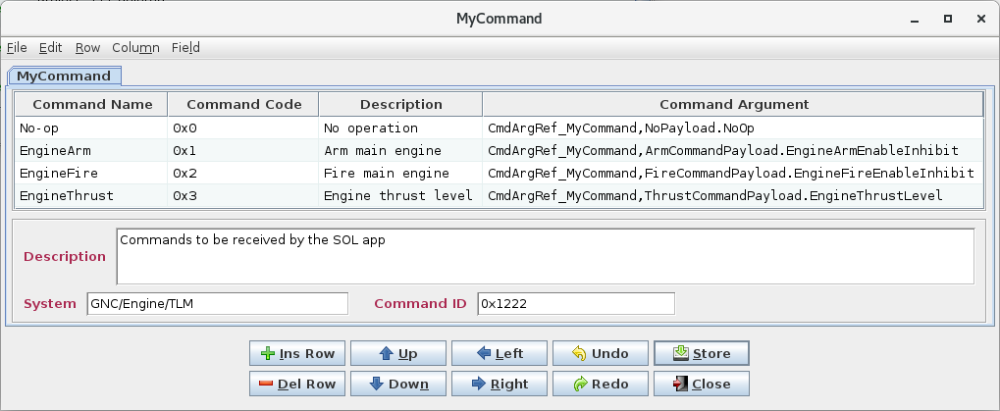 MyCommand
File Edit Row Column Field
MyCommand
Command Name Command Code Description Command Argument
No-op 0x0 No operation CmdArgRef_MyCommand,NoPayload.NoOp
EngineArm 0x1 Arm main engine CmdArgRef_MyCommand,ArmCommandPayload.EngineArmEnableInhibit
EngineFire 0x2 Fire main engine CmdArgRef_MyCommand,FireCommandPayload.EngineFireEnableInhibit
EngineThrust 0x3 Engine thrust level CmdArgRef_MyCommand,ThrustCommandPayload.EngineThrustLevel
Description Commands to be received by the SOL app
System GNC/Engine/TLM Command ID 0x1222
Ins Row Up Left Undo Store
Del Row Down Right Redo Close